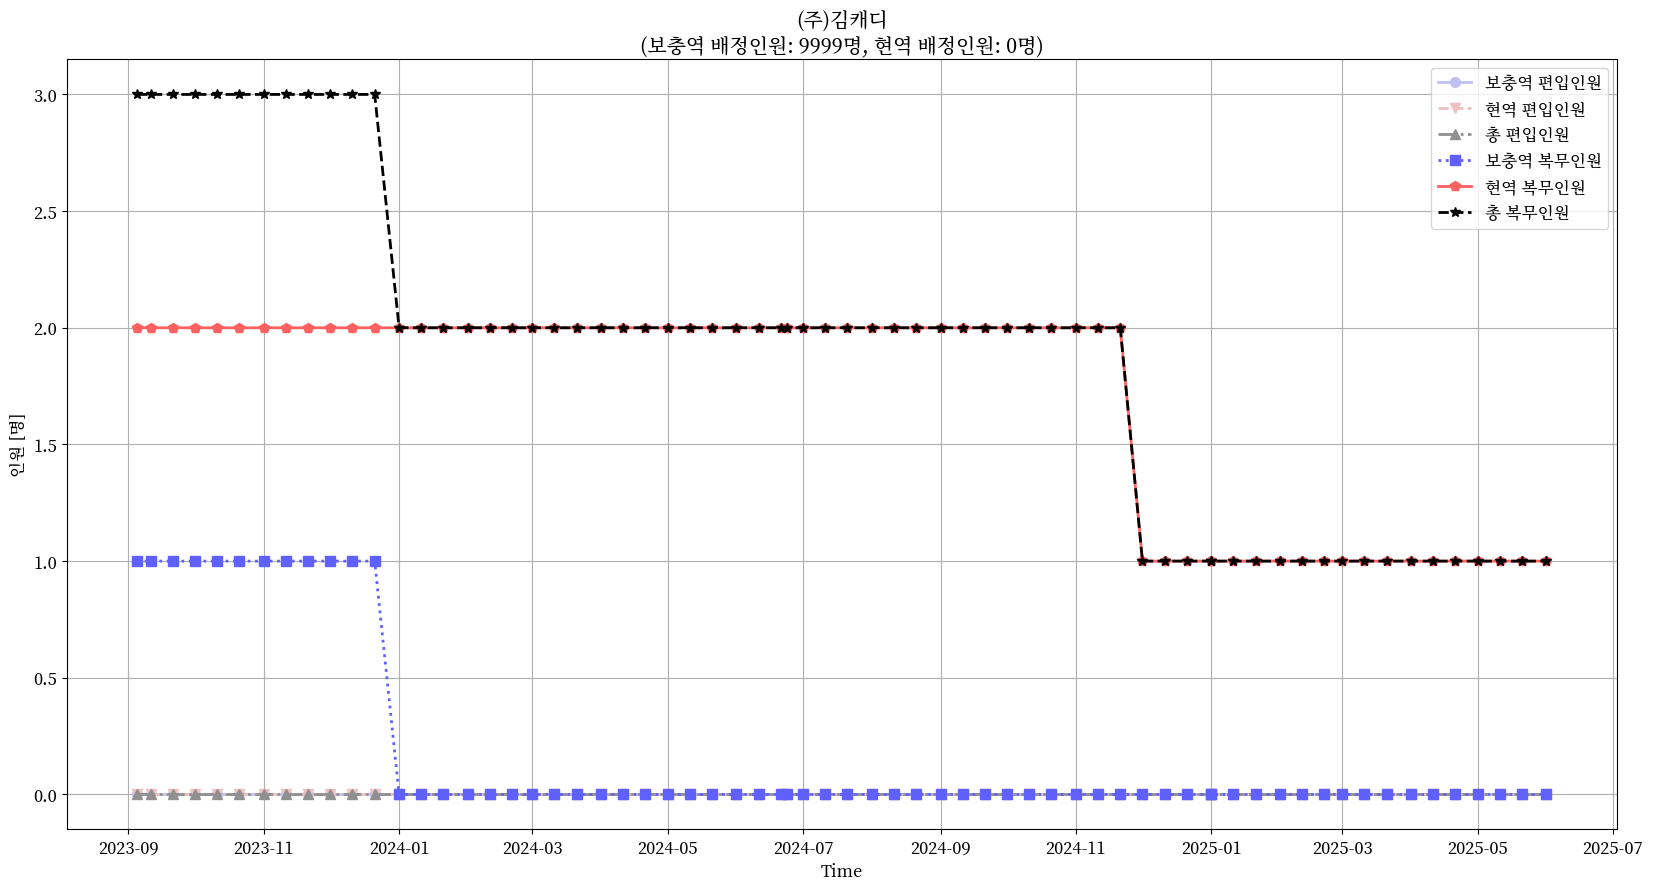 (주)김캐디
(보충역 배정인원: 9999명, 현역 배정인원: 0명)
보충역 편입인원
현역 편입인원
총 편입인원
보충역 복무인원
현역 복무인원
총 복무인원
인원 [명]
3.0
2.5
2.0
1.5
1.0
0.5
0.0
2023-09 2023-11 2024-01 2024-03 2024-05 2024-07 2024-09 2024-11 2025-01 2025-03 2025-05 2025-07
Time